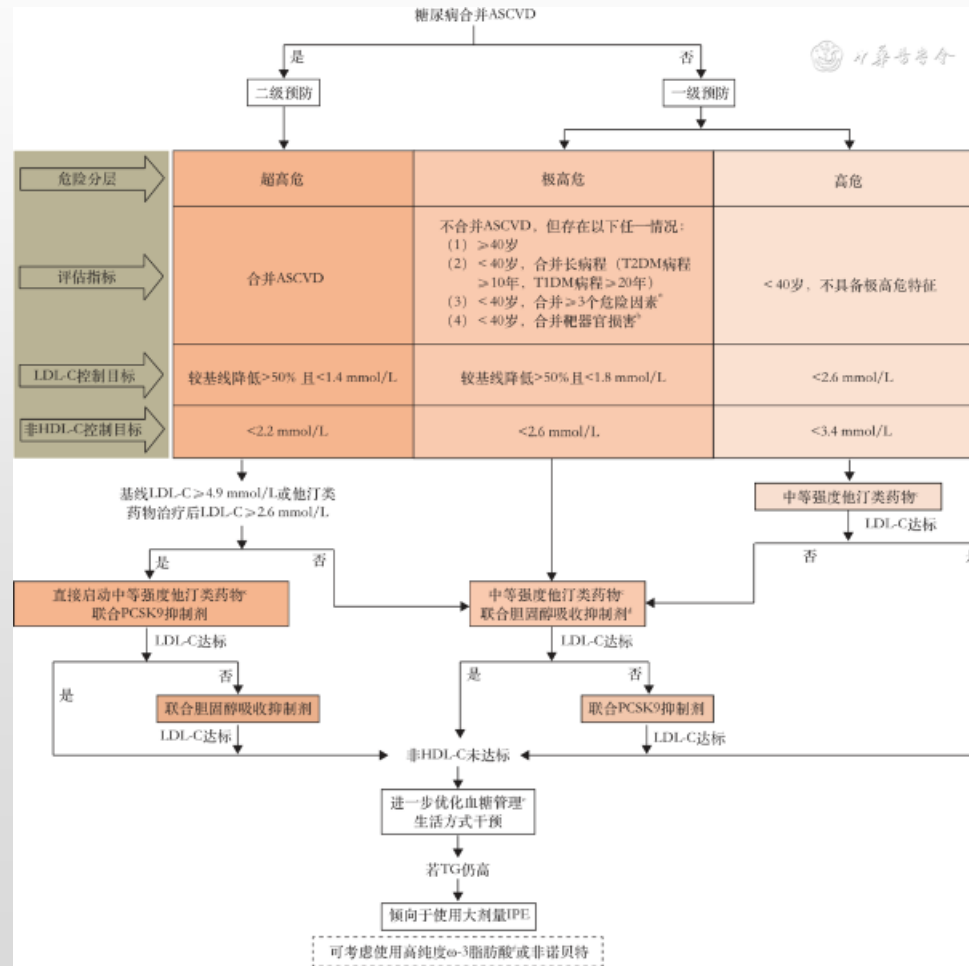 糖尿病合并ASCVD
中华医学会
是
否
二级预防
一级预防
危险分层
超高危
极高危
高危
评估指标
合并ASCVD
不合并ASCVD，但存在以下任一情况：
（1）≥40岁
（2）＜40岁，合并长病程（T2DM病程
≥10年，T1DM病程≥20年）
（3）＜40岁，合并≥3个危险因素a
（4）＜40岁，合并靶器官损害b
＜40岁，不具备极高危特征
LDL-C控制目标
较基线降低>50% 且<1.4 mmol/L
较基线降低>50%且<1.8 mmol/L
<2.6 mmol/L
非HDL-C控制目标
<2.2 mmol/L
<2.6 mmol/L
<3.4 mmol/L
基线LDL-C≥4.9 mmol/L或他汀类
药物治疗后LDL-C≥2.6 mmol/L
中等强度他汀类药物c
LDL-C达标
是
否
否
直接启动中等强度他汀类药物c
联合PCSK9抑制剂
中等强度他汀类药物c
联合胆固醇吸收抑制剂d
LDL-C达标
LDL-C达标
是
否
是
否
联合胆固醇吸收抑制剂
联合PCSK9抑制剂
LDL-C达标
LDL-C达标
非HDL-C未达标
进一步优化血糖管理e
生活方式干预
若TG仍高
倾向于使用大剂量IPE
可考虑使用高纯度ω-3脂肪酸f或非诺贝特